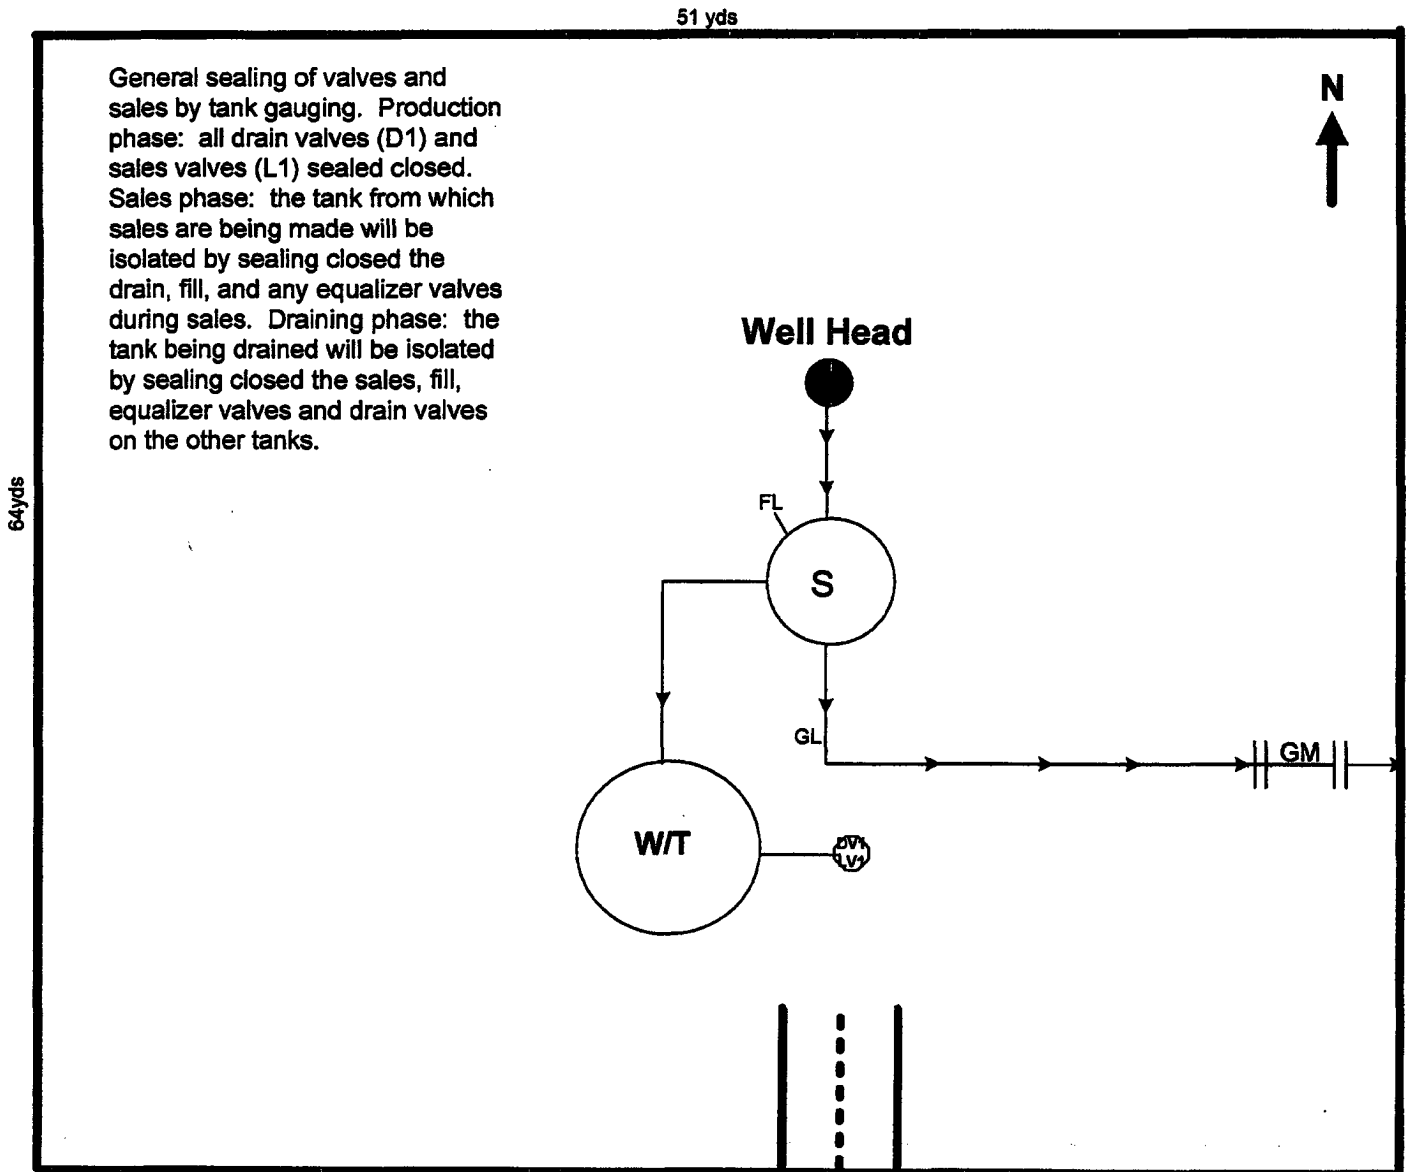 51 yds
General sealing of valves and
sales by tank gauging. Production
phase: all drain valves (D1) and
sales valves (L1) sealed closed.
Sales phase: the tank from which
sales are being made will be
isolated by sealing closed the
drain, fill, and any equalizer valves
during sales. Draining phase: the
tank being drained will be isolated
by sealing closed the sales, fill,
equalizer valves and drain valves
on the other tanks.
N
Well Head
64yds
FL
S
GL
GM
W/T
DV1
LV1